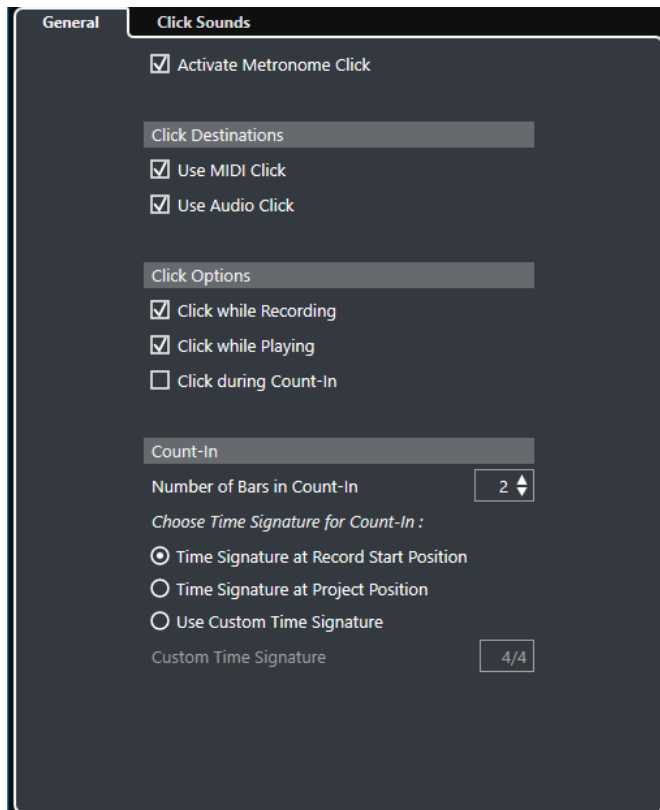 General Click Sounds
Activate Metronome Click
Click Destinations
Use MIDI Click
Use Audio Click
Click Options
Click while Recording
Click while Playing
Click during Count-In
Count-In
Number of Bars in Count-In 2
Choose Time Signature for Count-In :
Time Signature at Record Start Position
Time Signature at Project Position
Use Custom Time Signature
Custom Time Signature 4/4